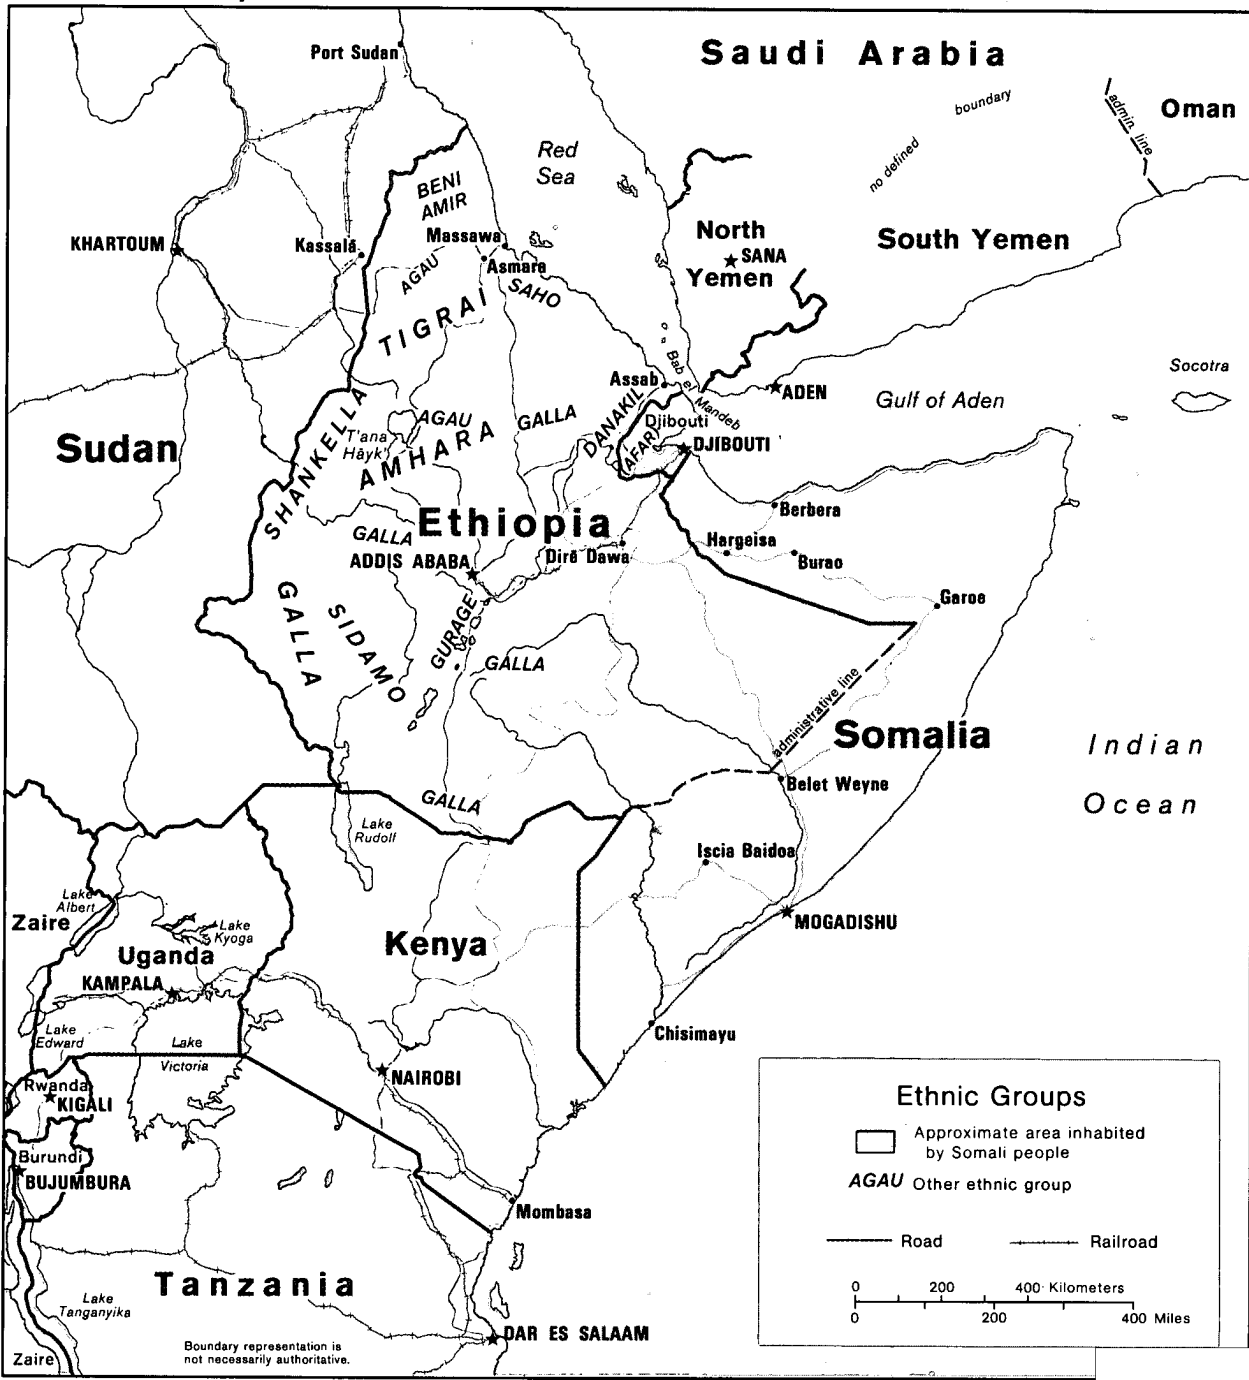 Port Sudan
Saudi Arabia
boundary
admin. line
Oman
no defined
Red
Sea
BENI
AMIR
KHARTOUM
Kassalá
Massawa
North
Yemen
SANA
South Yemen
AGAU
Asmara
SAHO
TIGRAI
Bab el Mandeb
Socotra
Assab
ADEN
Gulf of Aden
Sudan
SHANKELLA
T'ana
Hāyk'
AGAU
AMHARA
GALLA
DANAKIL
(AFAR)
Djibouti
DJIBOUTI
Ethiopia
GALLA
ADDIS ABABA
Dirē Dawa
Berbera
Hargeisa
Burao
Garoe
GALLA
SIDAMO
GURAGE
GALLA
administrative line
Somalia
Indian
Ocean
Belet Weyne
GALLA
Lake
Rudolf
Iscia Baidoa
MOGADISHU
Lake
Albert
Zaire
Lake
Kyoga
Uganda
KAMPALA
Kenya
Lake
Edward
Lake
Victoria
Chisimayu
NAIROBI
Rwanda
KIGALI
Burundi
BUJUMBURA
Mombasa
Tanzania
Lake
Tanganyika
DAR ES SALAAM
Zaire
Boundary representation is
not necessarily authoritative.
Ethnic Groups
Approximate area inhabited
by Somali people
AGAU Other ethnic group
Road
Railroad
0 200 400 Kilometers
0 200 400 Miles